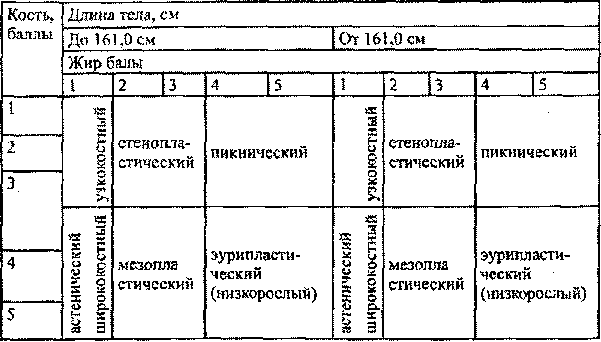 Кость, баллы
Длина тела, см
До 161,0 см
От 161,0 см
Жир балы
1 2 3 4 5 1 2 3 4 5
1
2
3
узкокостный
стенопла-
стический
пикнический
узкокостный
стенопла-
стический
пикнический
4
5
астенический
ширококостный
мезопла
стический
эурипласти-
ческий
(низкорослый)
астенический
ширококостный
мезопла
стический
эурипласти-
ческий
(низкорослый)